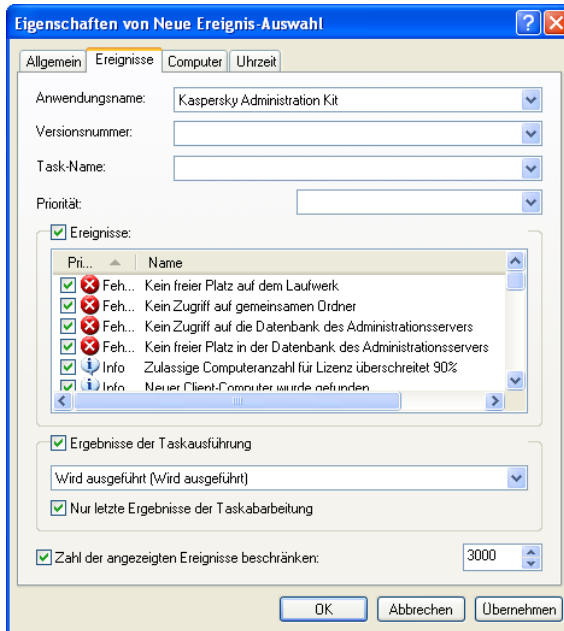 Eigenschaften von Neue Ereignis-Auswahl
Allgemein Ereignisse Computer Uhrzeit
Anwendungsname: Kaspersky Administration Kit
Versionsnummer:
Task-Name:
Priorität:
Ereignisse:
Pri... Name
Feh... Kein freier Platz auf dem Laufwerk
Feh... Kein Zugriff auf gemeinsamen Ordner
Feh... Kein Zugriff auf die Datenbank des Administrationsservers
Feh... Kein freier Platz in der Datenbank des Administrationsservers
Info Zulassige Computeranzahl für Lizenz überschreitet 90%
Info Neuer Client-Computer wurde gefunden
Ergebnisse der Taskausführung
Wird ausgeführt (Wird ausgeführt)
Nur letzte Ergebnisse der Taskabarbeitung
Zahl der angezeigten Ereignisse beschränken: 3000
OK Abbrechen Übernehmen